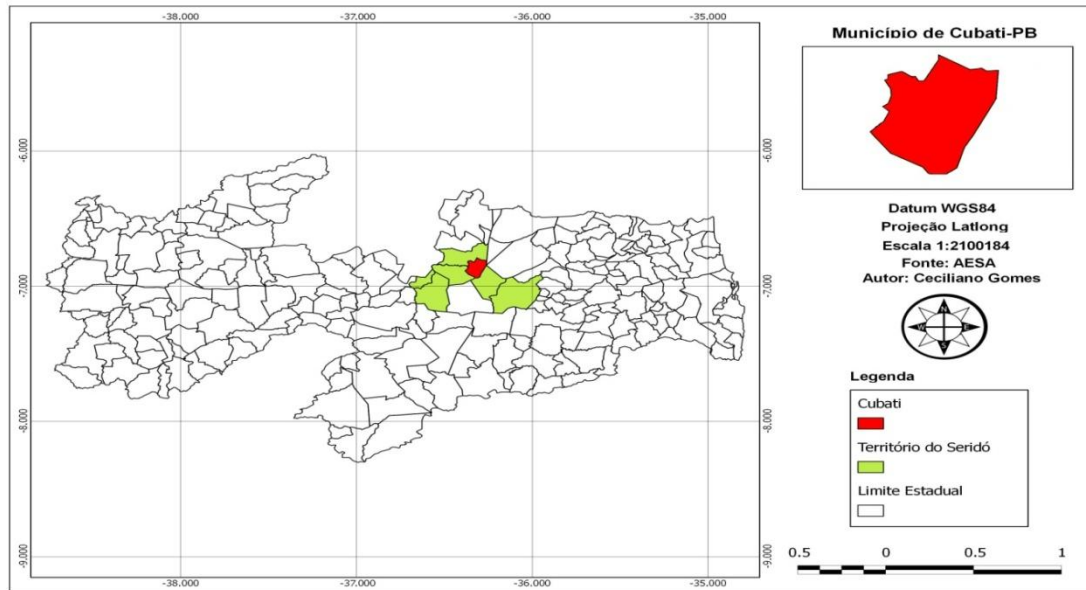 -38.000 -37.000 -36.000 -35.000
-6.000 -6.000
-7.000 -7.000
-8.000 -8.000
-9.000 -9.000
-38.000 -37.000 -36.000 -35.000
Município de Cubati-PB
Datum WGS84
Projeção Latlong
Escala 1:2100184
Fonte: AESA
Autor: Ceciliano Gomes
N
W E
S
Legenda
Cubati
Território do Seridó
Limite Estadual
0.5 0 0.5 1